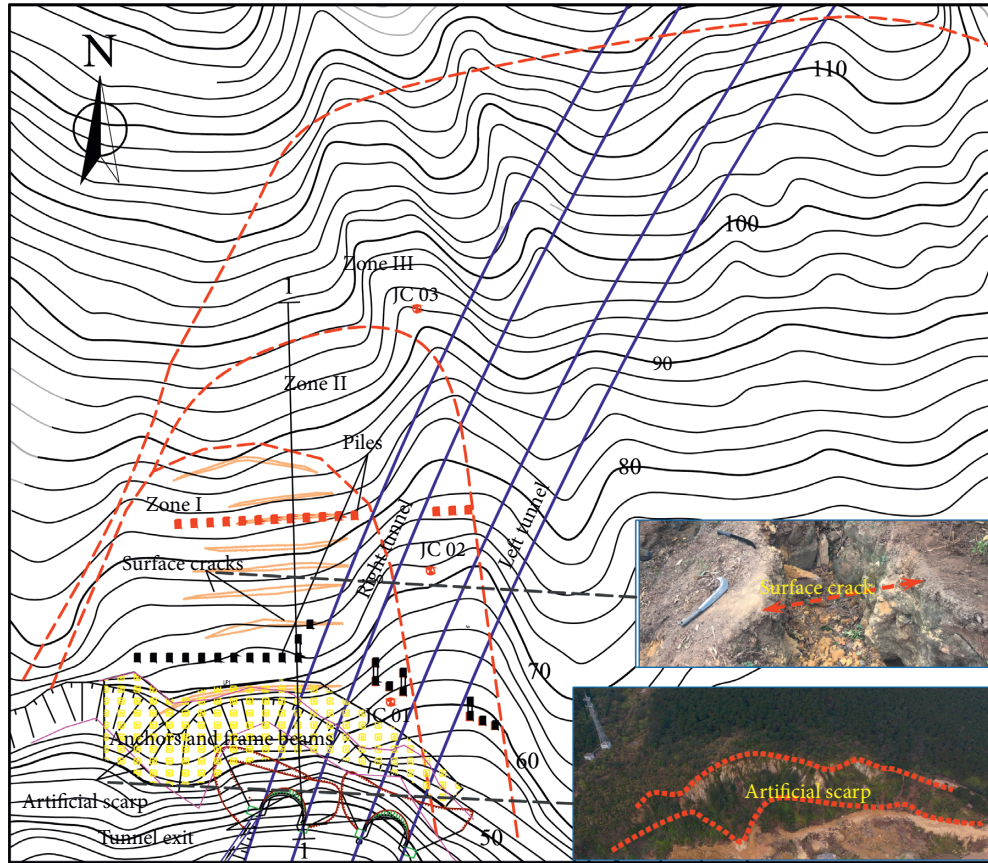 N
110
100
Zone III
1
JC 03
90
Zone II
Piles
80
Zone I
Right tunnel
Left tunnel
JC 02
Surface cracks
Surface crack
70
JC 01
Anchors and frame beams
60
Artificial scarp
Artificial scarp
Tunnel exit
1
50